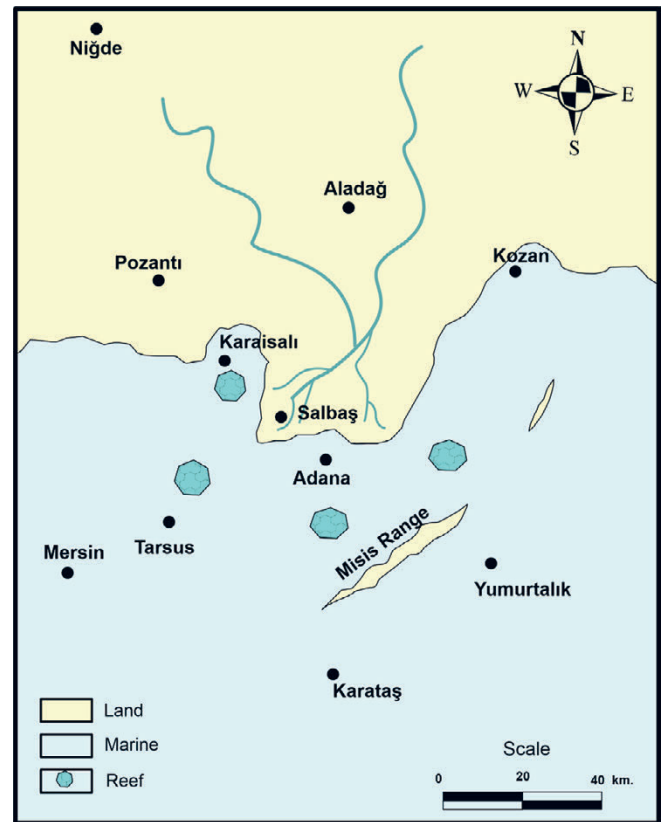 Niğde
N
W
E
S
Aladağ
Pozantı
Kozan
Karaisalı
Salbaş
Adana
Misis Range
Tarsus
Mersin
Yumurtalık
Karataş
Land
Marine
Reef
Scale
0 20 40 km.